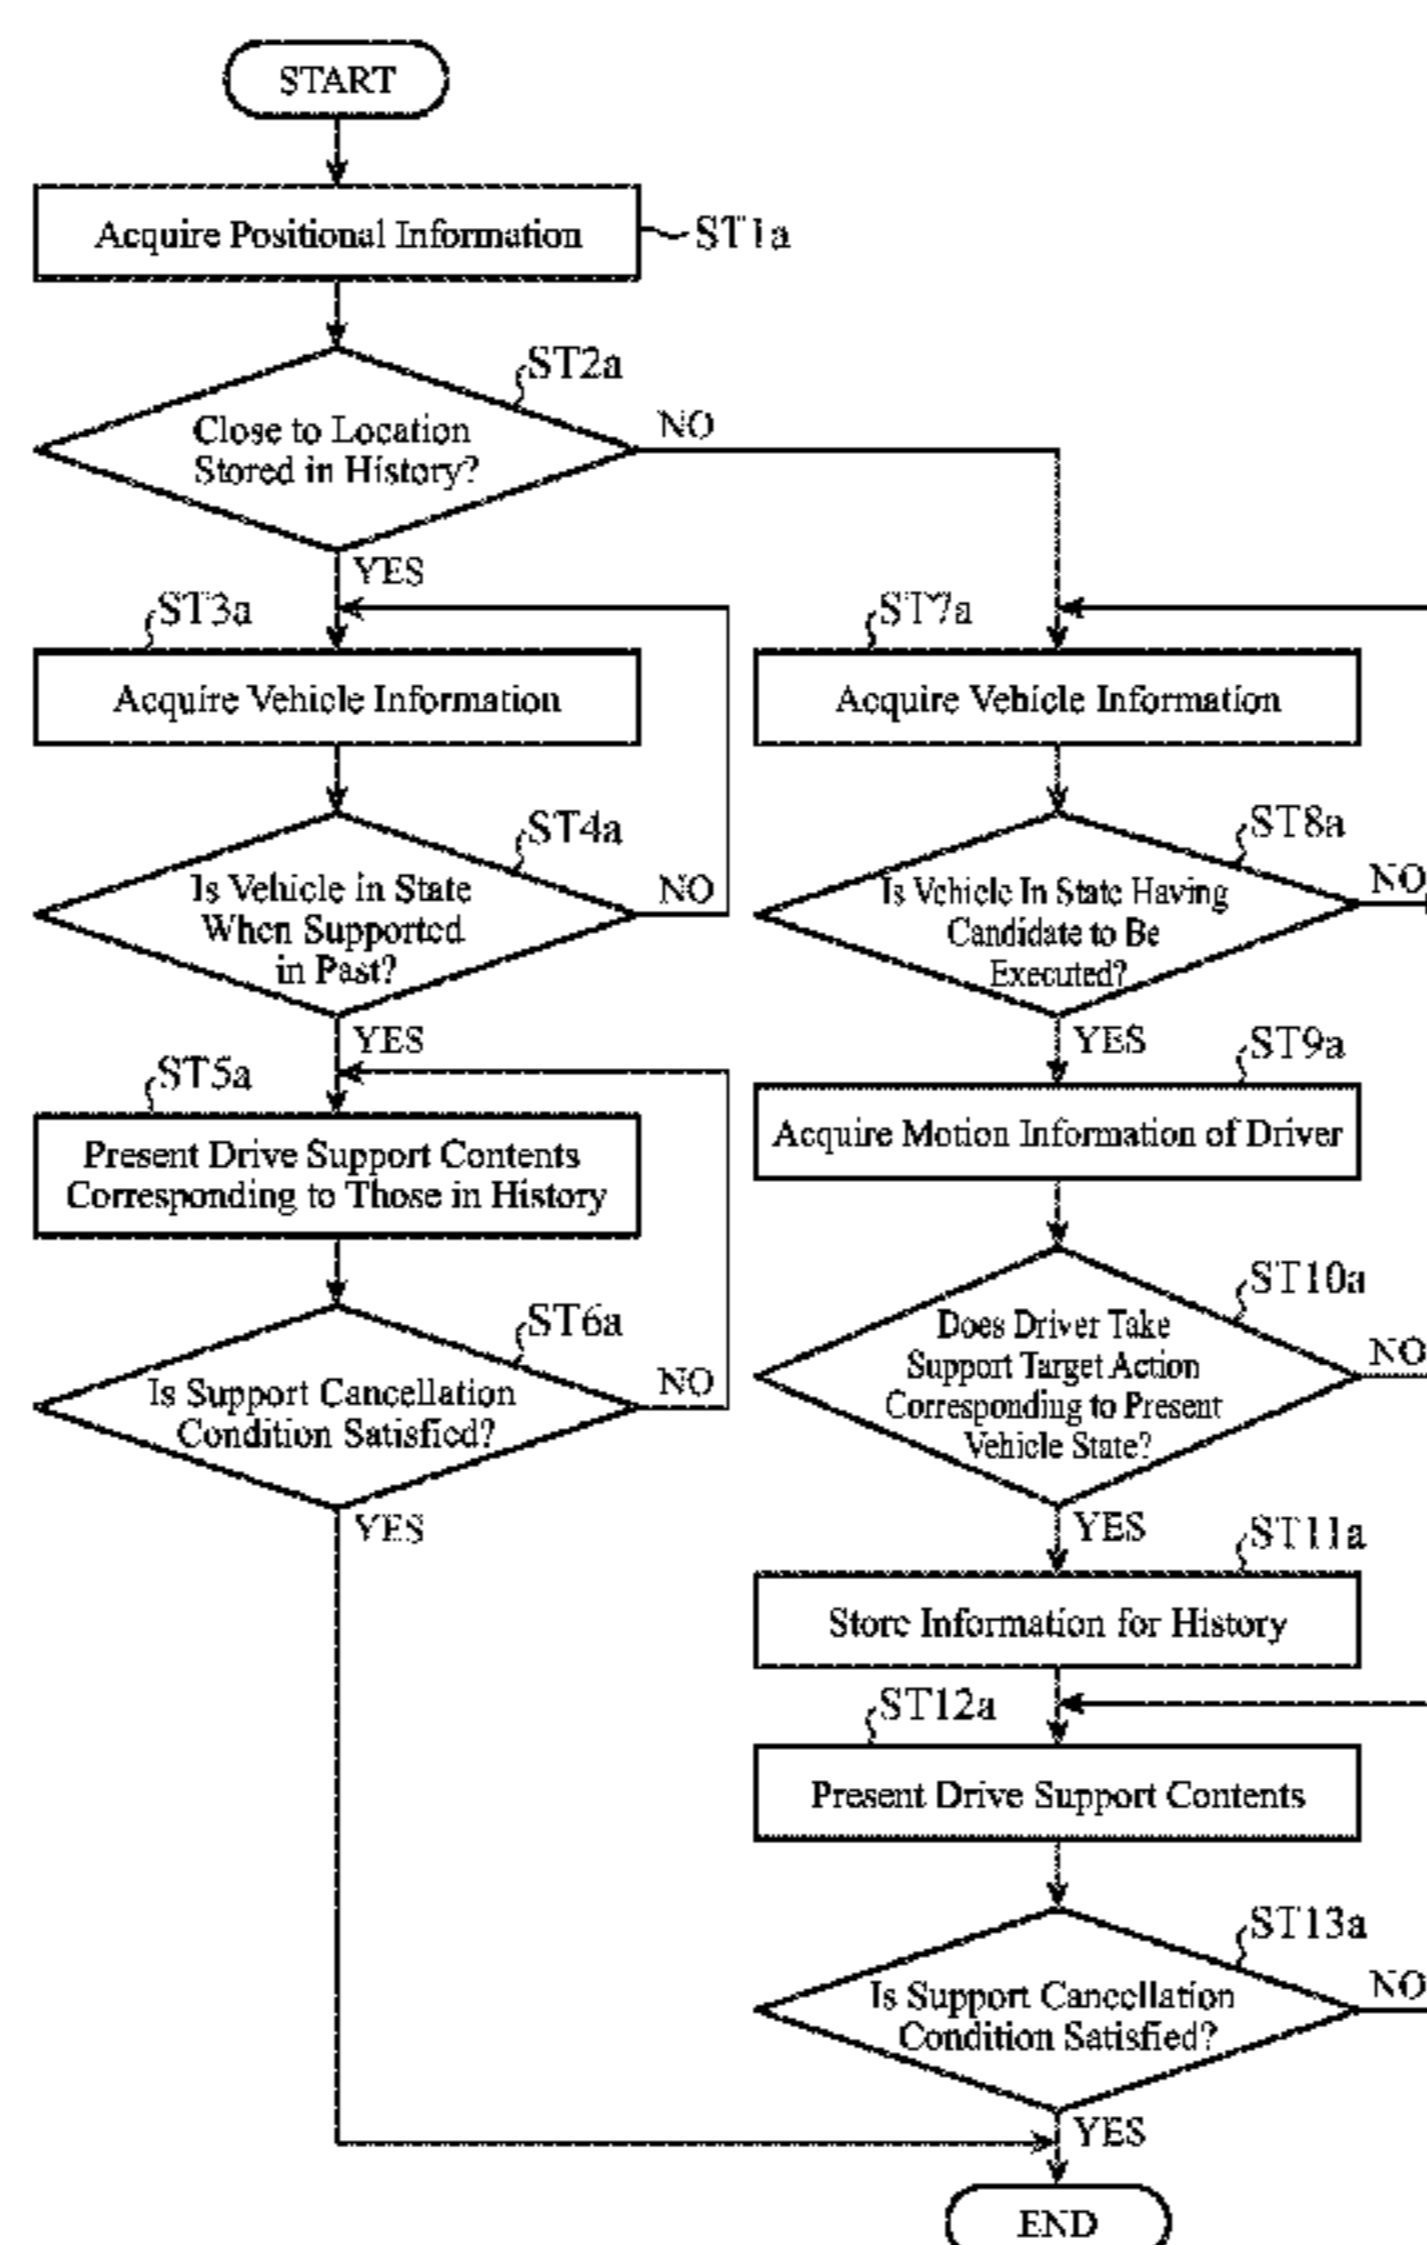 START
Acquire Positional Information
ST1a
ST2a
Close to Location
Stored in History?
NO
YES
ST3a
Acquire Vehicle Information
ST4a
Is Vehicle in State
When Supported
in Past?
NO
YES
ST5a
Present Drive Support Contents
Corresponding to Those in History
ST6a
Is Support Cancellation
Condition Satisfied?
NO
YES
ST7a
Acquire Vehicle Information
ST8a
Is Vehicle In State Having
Candidate to Be
Executed?
NO
YES
ST9a
Acquire Motion Information of Driver
ST10a
Does Driver Take
Support Target Action
Corresponding to Present
Vehicle State?
NO
YES
ST11a
Store Information for History
ST12a
Present Drive Support Contents
ST13a
Is Support Cancellation
Condition Satisfied?
NO
YES
END